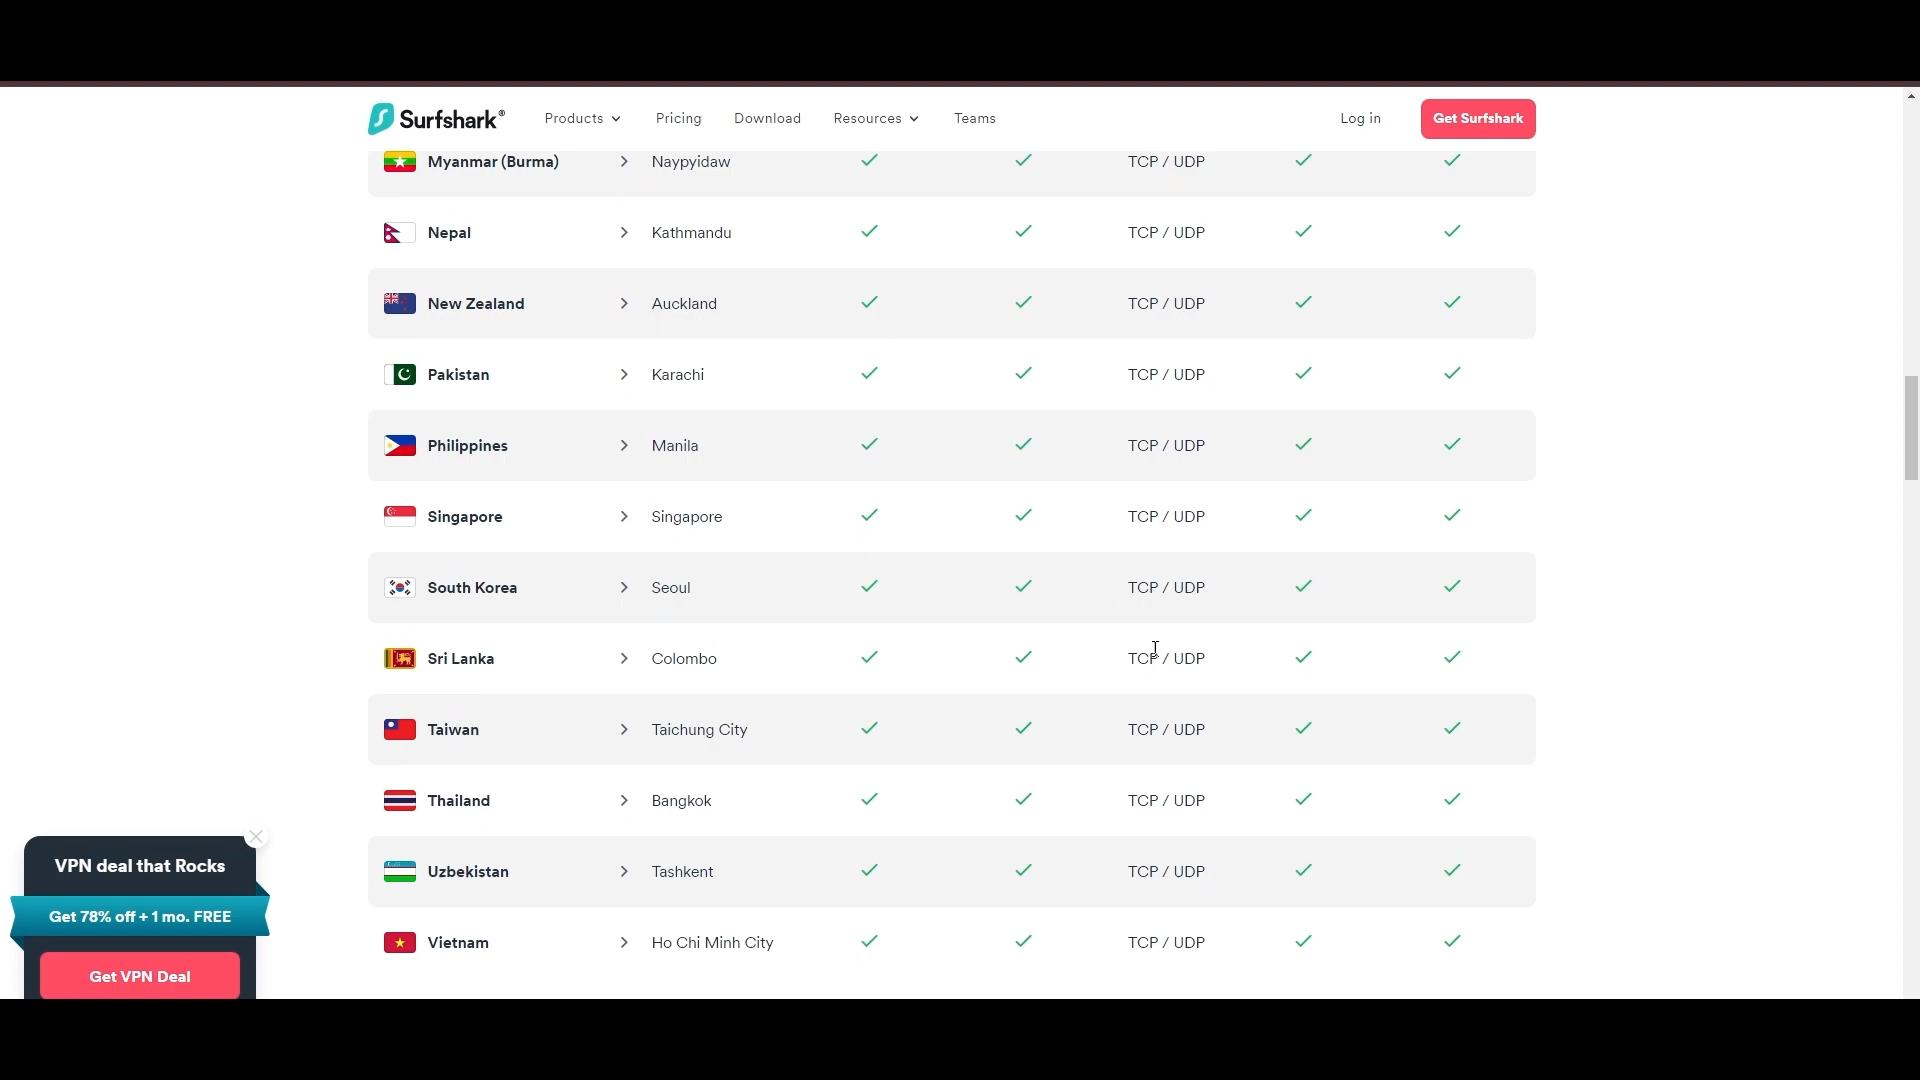 Surfshark®
Products
Pricing
Download
Resources
Teams
Log in
Get Surfshark
Myanmar (Burma) Naypyidaw TCP / UDP
Nepal Kathmandu TCP / UDP
New Zealand Auckland TCP / UDP
Pakistan Karachi TCP / UDP
Philippines Manila TCP / UDP
Singapore Singapore TCP / UDP
South Korea Seoul TCP / UDP
Sri Lanka Colombo TCP / UDP
Taiwan Taichung City TCP / UDP
Thailand Bangkok TCP / UDP
Uzbekistan Tashkent TCP / UDP
Vietnam Ho Chi Minh City TCP / UDP
VPN deal that Rocks
Get 78% off + 1 mo. FREE
Get VPN Deal